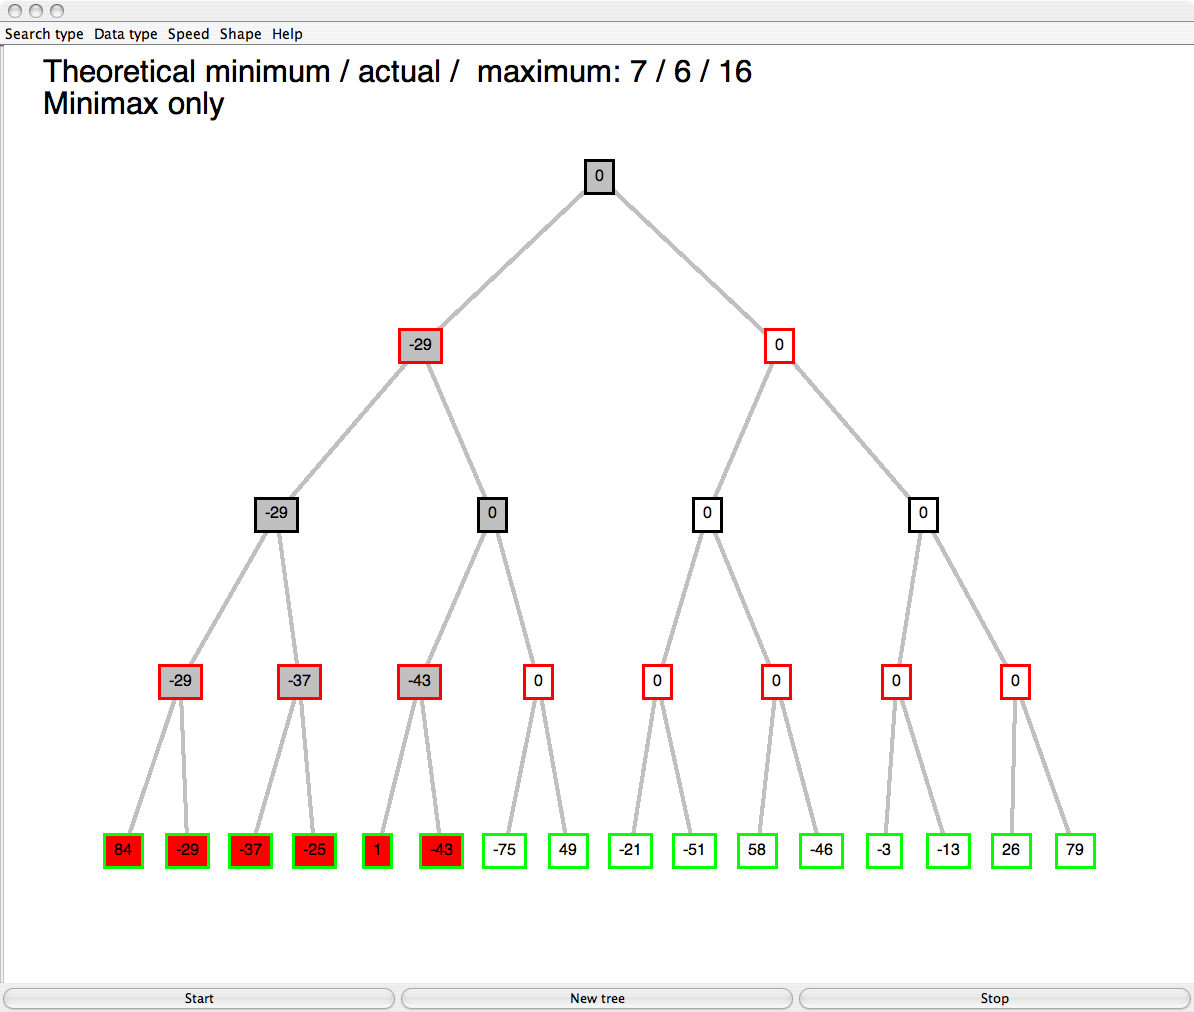 Search type Data type Speed Shape Help
Theoretical minimum / actual /  maximum: 7 / 6 / 16
Minimax only
0
-29 0
-29 0 0 0
-29 -37 -43 0 0 0 0 0
84 -29 -37 -25 1 -43 -75 49 -21 -51 58 -46 -3 -13 26 79
Start New tree Stop